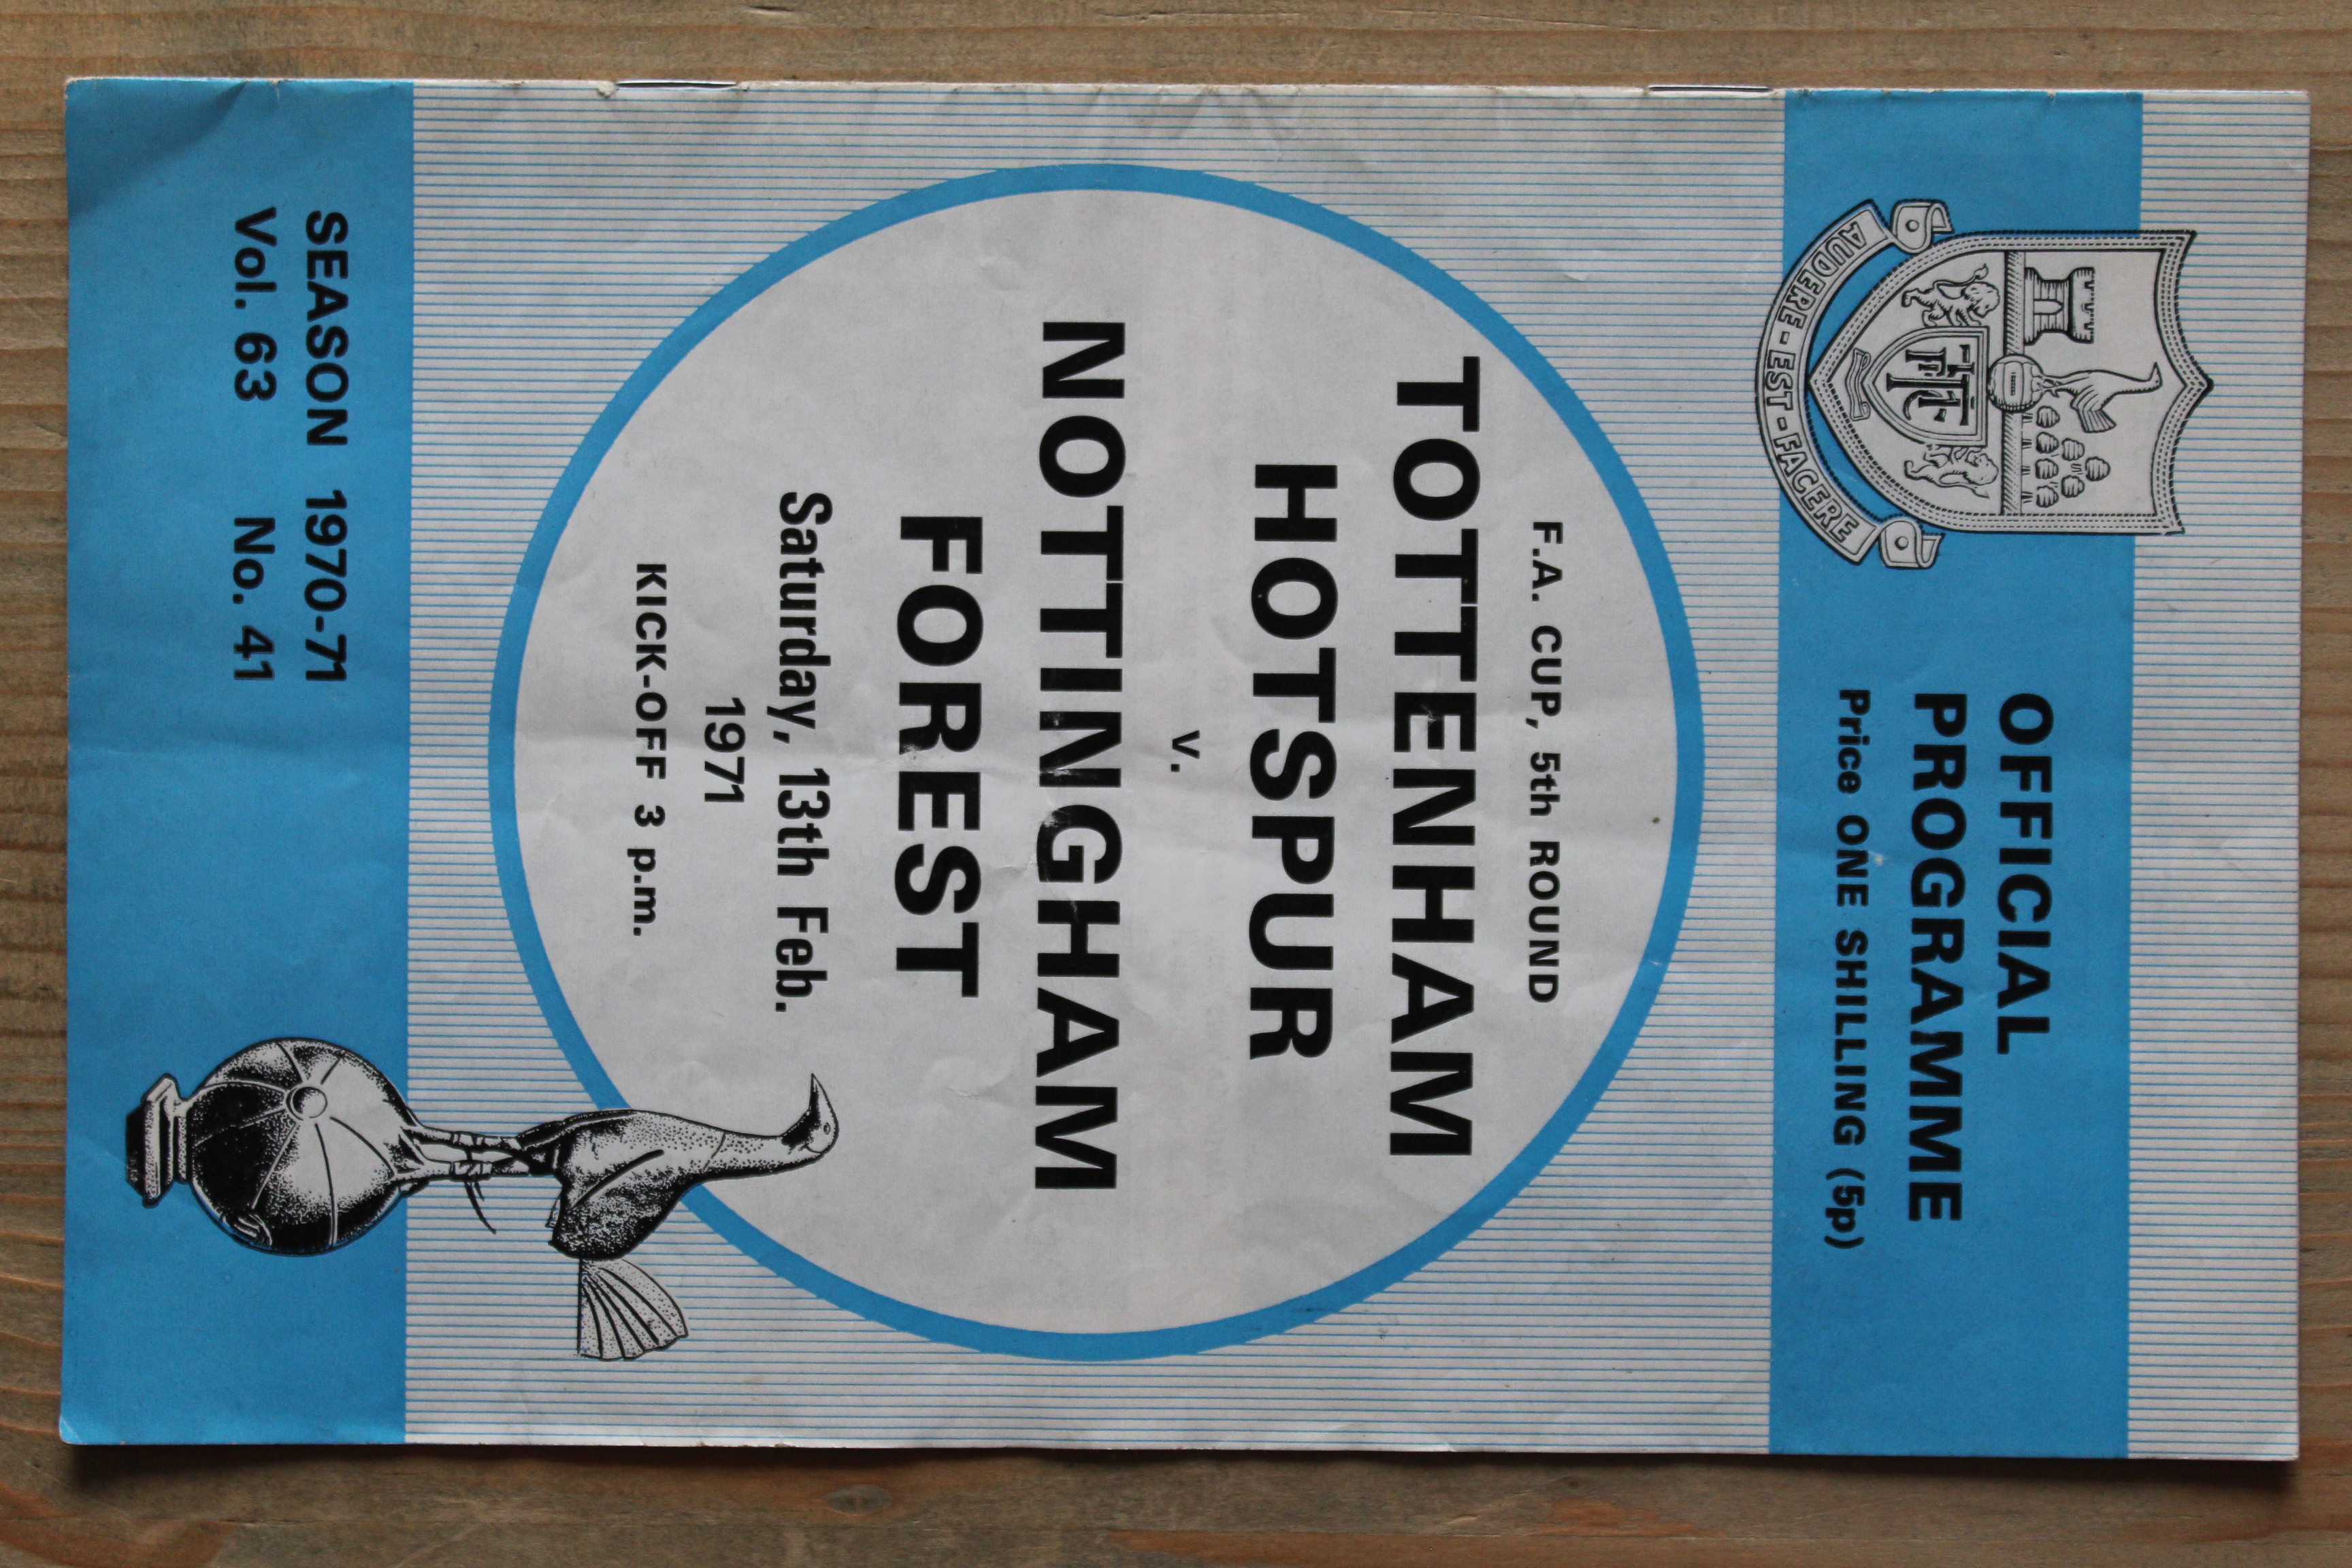 AUDERE - EST - FACERE
OFFICIAL
PROGRAMME
Price ONE SHILLING (5p)
F.A. CUP, 5th ROUND
TOTTENHAM
HOTSPUR
v.
NOTTINGHAM
FOREST
Saturday, 13th Feb.
1971
KICK-OFF 3 p.m.
SEASON 1970-71
Vol. 63 No. 41